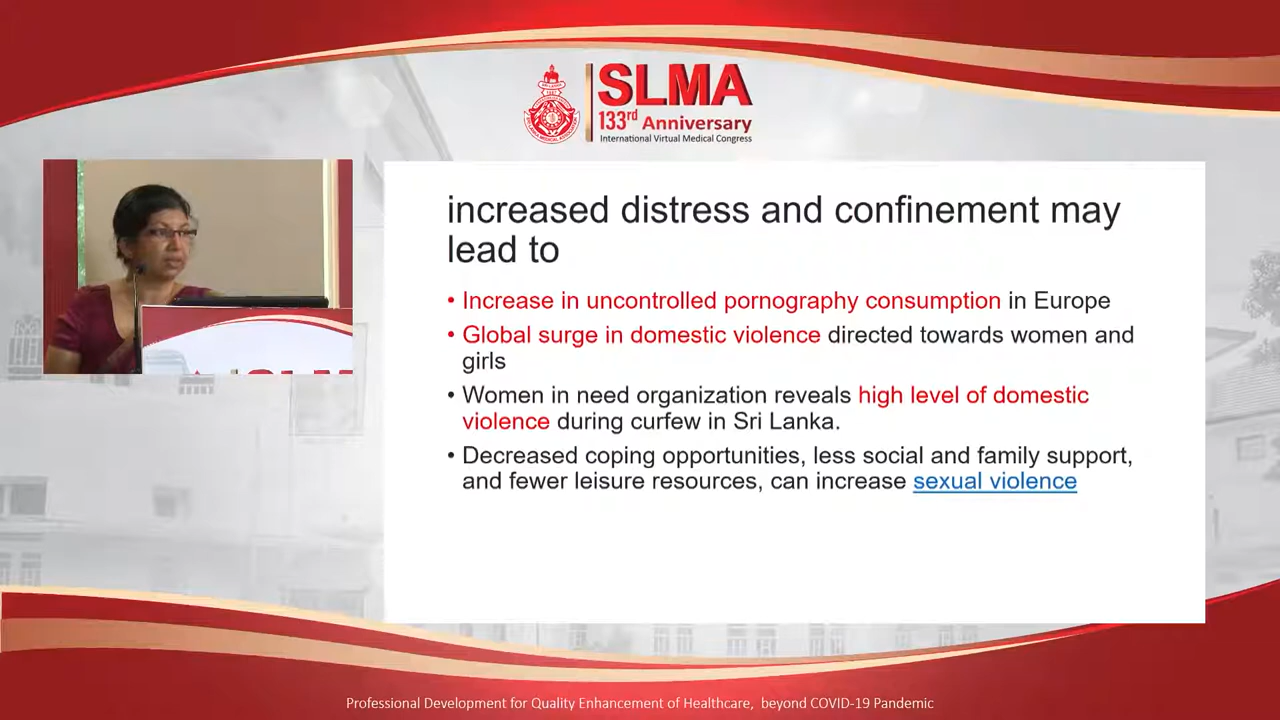 SLMA
133rd Anniversary
International Virtual Medical Congress
increased distress and confinement may
lead to
• Increase in uncontrolled pornography consumption in Europe
• Global surge in domestic violence directed towards women and
girls
• Women in need organization reveals high level of domestic
violence during curfew in Sri Lanka.
• Decreased coping opportunities, less social and family support,
and fewer leisure resources, can increase sexual violence
Professional Development for Quality Enhancement of Healthcare, beyond COVID-19 Pandemic